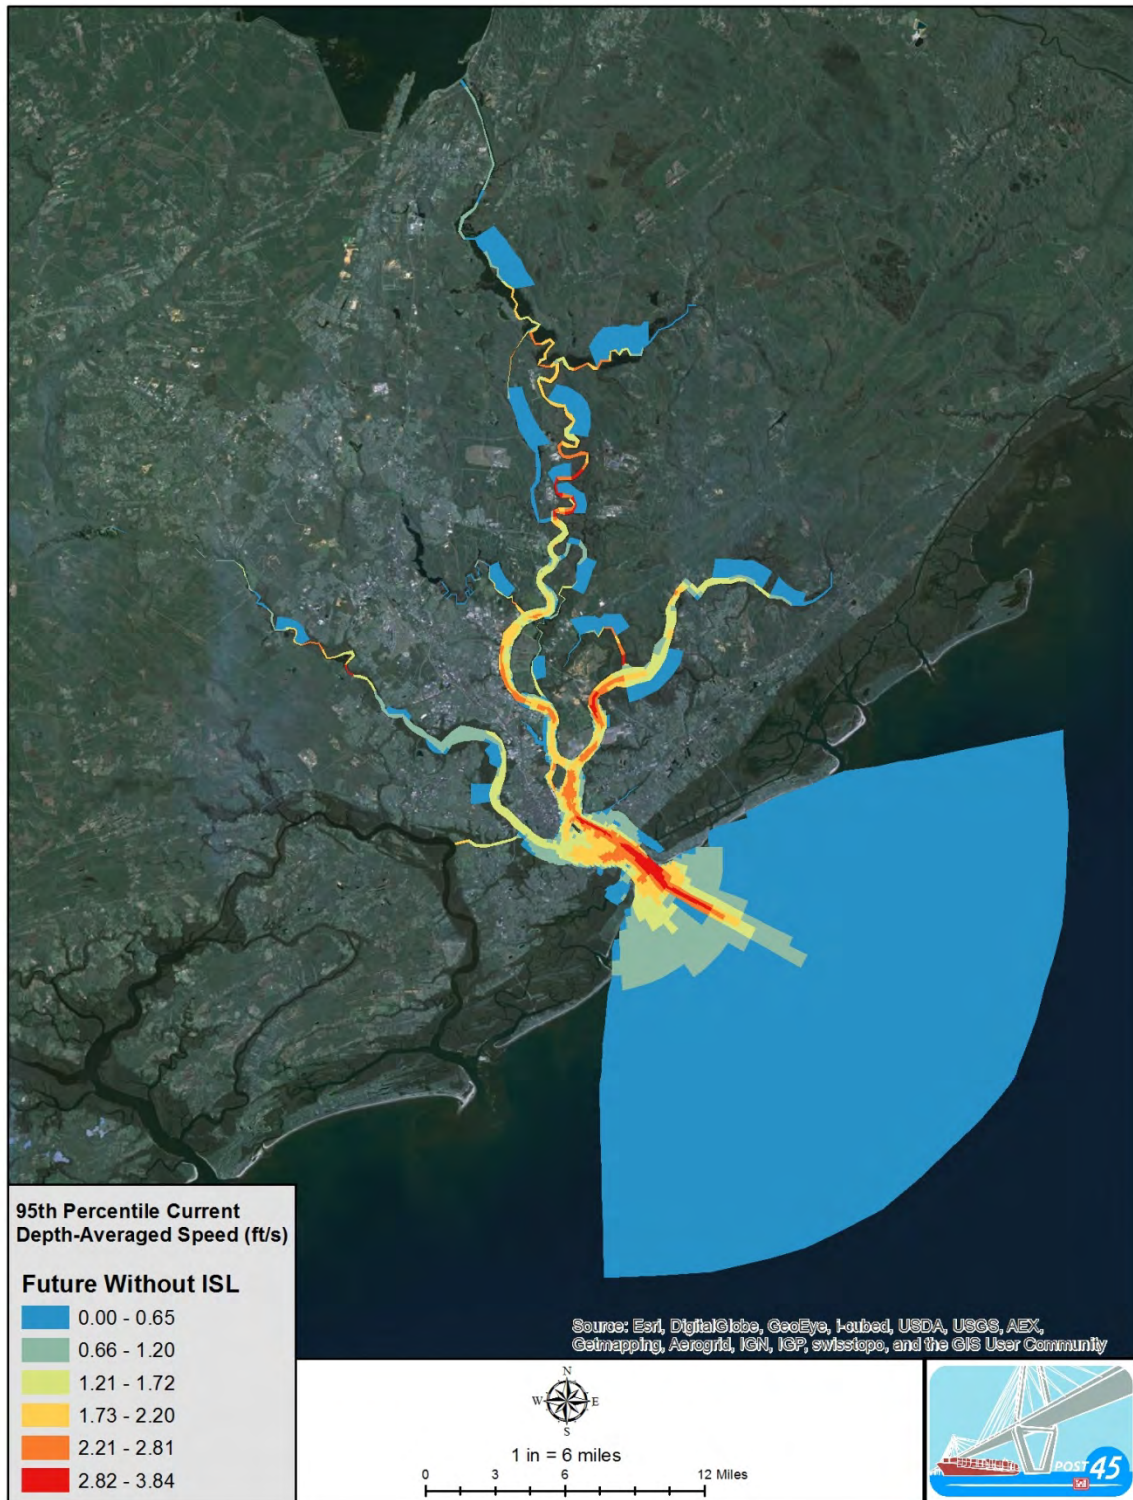 95th Percentile Current
Depth-Averaged Speed (ft/s)
Future Without ISL
0.00 - 0.65
0.66 - 1.20
1.21 - 1.72
1.73 - 2.20
2.21 - 2.81
2.82 - 3.84
Source: Esri, DigitalGlobe, GeoEye, i-cubed, USDA, USGS, AEX,
Getmapping, Aerogrid, IGN, IGP, swisstopo, and the GIS User Community
N
W E
S
1 in = 6 miles
0 3 6 12 Miles
POST 45